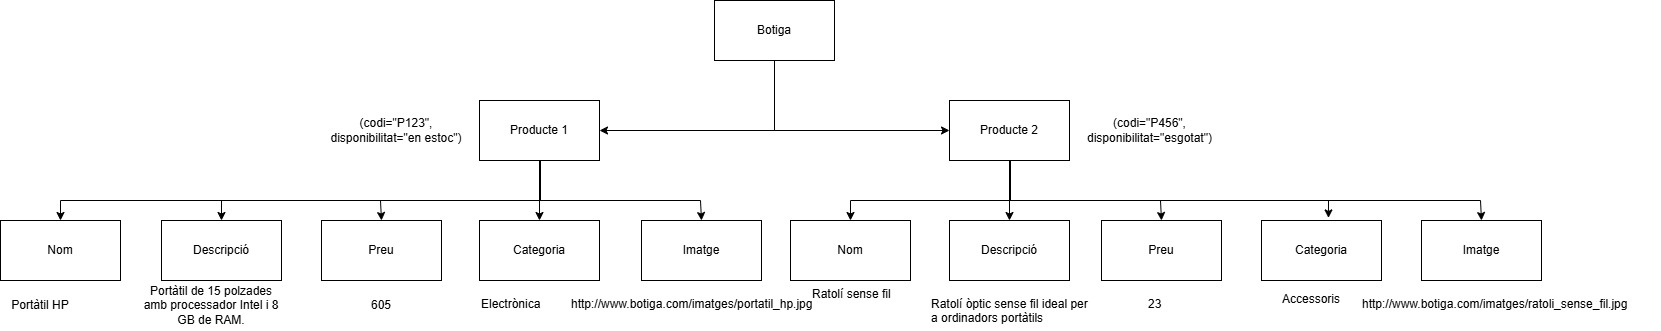 Botiga
(codi="P123",
disponibilitat="en estoc")
Producte 1
Producte 2
(codi="P456",
disponibilitat="esgotat")
Nom
Descripció
Preu
Categoria
Imatge
Nom
Descripció
Preu
Categoria
Imatge
Portàtil HP
Portàtil de 15 polzades
amb processador Intel i 8
GB de RAM.
605
Electrònica
http://www.botiga.com/imatges/portatil_hp.jpg
Ratolí sense fil
Ratolí òptic sense fil ideal per
a ordinadors portàtils
23
Accessoris
http://www.botiga.com/imatges/ratoli_sense_fil.jpg